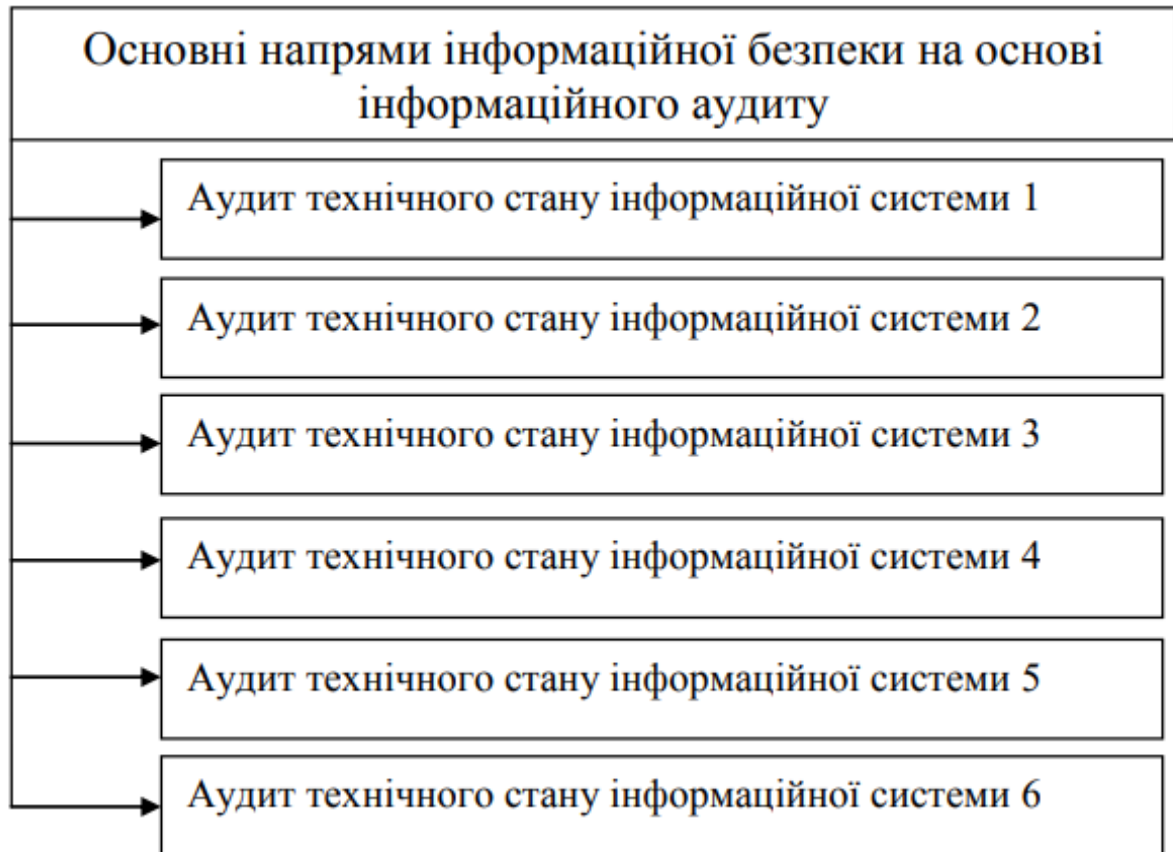 Основні напрями інформаційної безпеки на основі
інформаційного аудиту
Аудит технічного стану інформаційної системи 1
Аудит технічного стану інформаційної системи 2
Аудит технічного стану інформаційної системи 3
Аудит технічного стану інформаційної системи 4
Аудит технічного стану інформаційної системи 5
Аудит технічного стану інформаційної системи 6